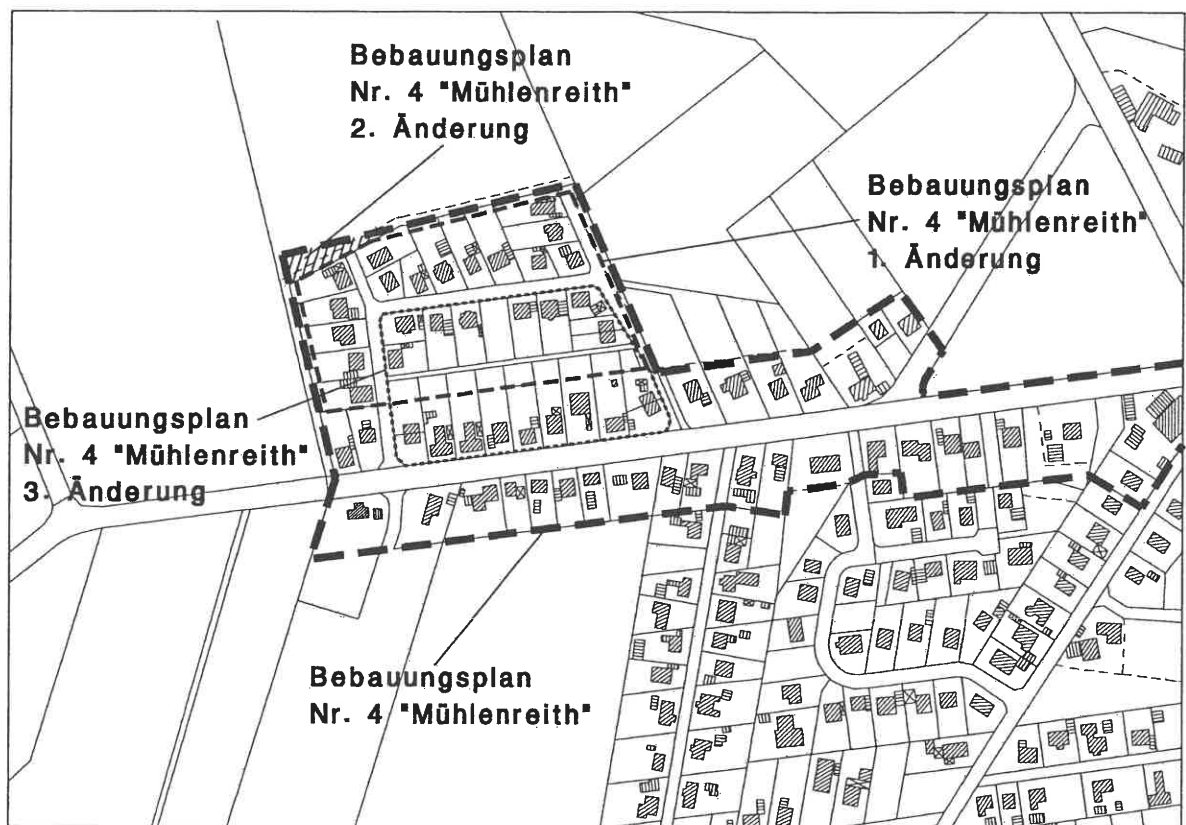 Bebauungsplan
Nr. 4 "Mühlenreith"
2. Änderung
Bebauungsplan
Nr. 4 "Mühlenreith"
1. Änderung
Bebauungsplan
Nr. 4 "Mühlenreith"
3. Änderung
Bebauungsplan
Nr. 4 "Mühlenreith"